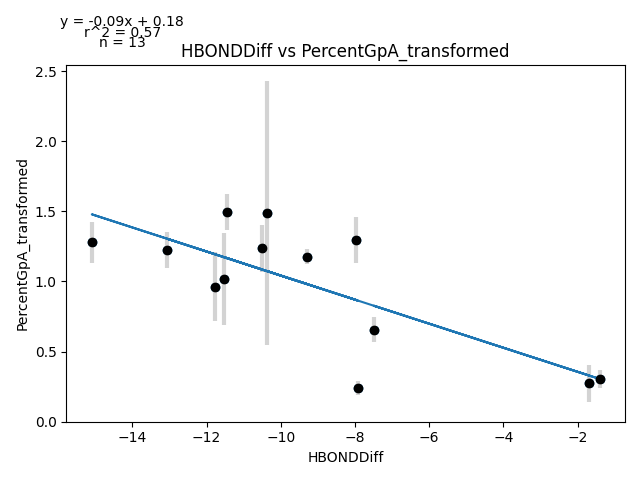 y = -0.09x + 0.18
r^2 = 0.57
n = 13
HBONDDiff vs PercentGpA_transformed
2.5
2.0
1.5
1.0
0.5
0.0
PercentGpA_transformed
−14
−12
−10
−8
−6
−4
−2
HBONDDiff